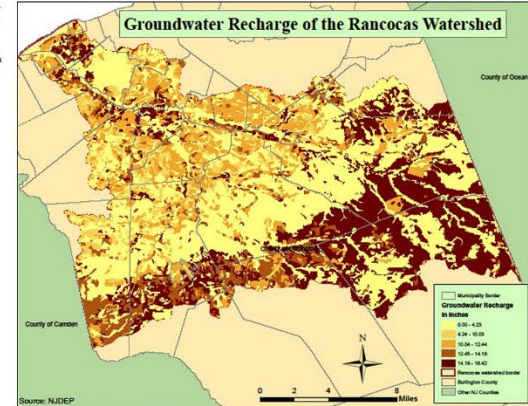 Groundwater Recharge of the Rancocas Watershed
County of Ocean
County of Camden
N
Municipality Border
Groundwater Recharge
in Inches
0.00 - 4.23
4.24 - 10.03
10.04 - 12.44
12.45 - 14.18
14.19 - 18.42
Rancocas watershed border
Burlington County
Other NJ Counties
0 2 4 8
Miles
Source: NJDEP